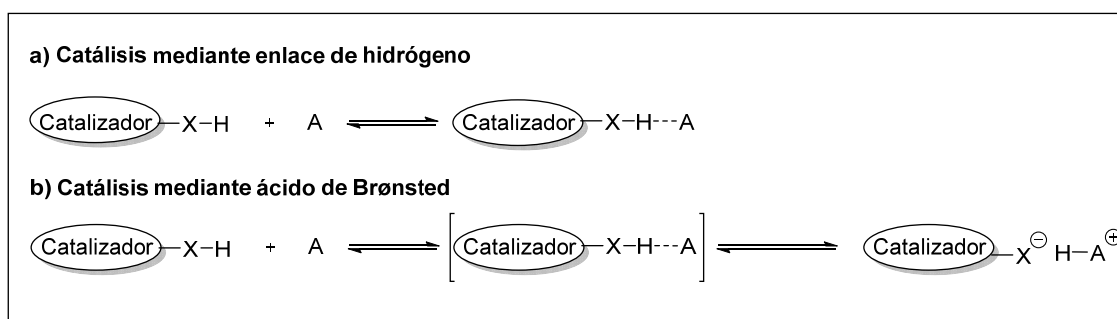 a) Catálisis mediante enlace de hidrógeno
Catalizador X-H + A Catalizador X-H---A
b) Catálisis mediante ácido de Brønsted
Catalizador X-H + A [Catalizador X-H---A] Catalizador X⊖ H-A⊕